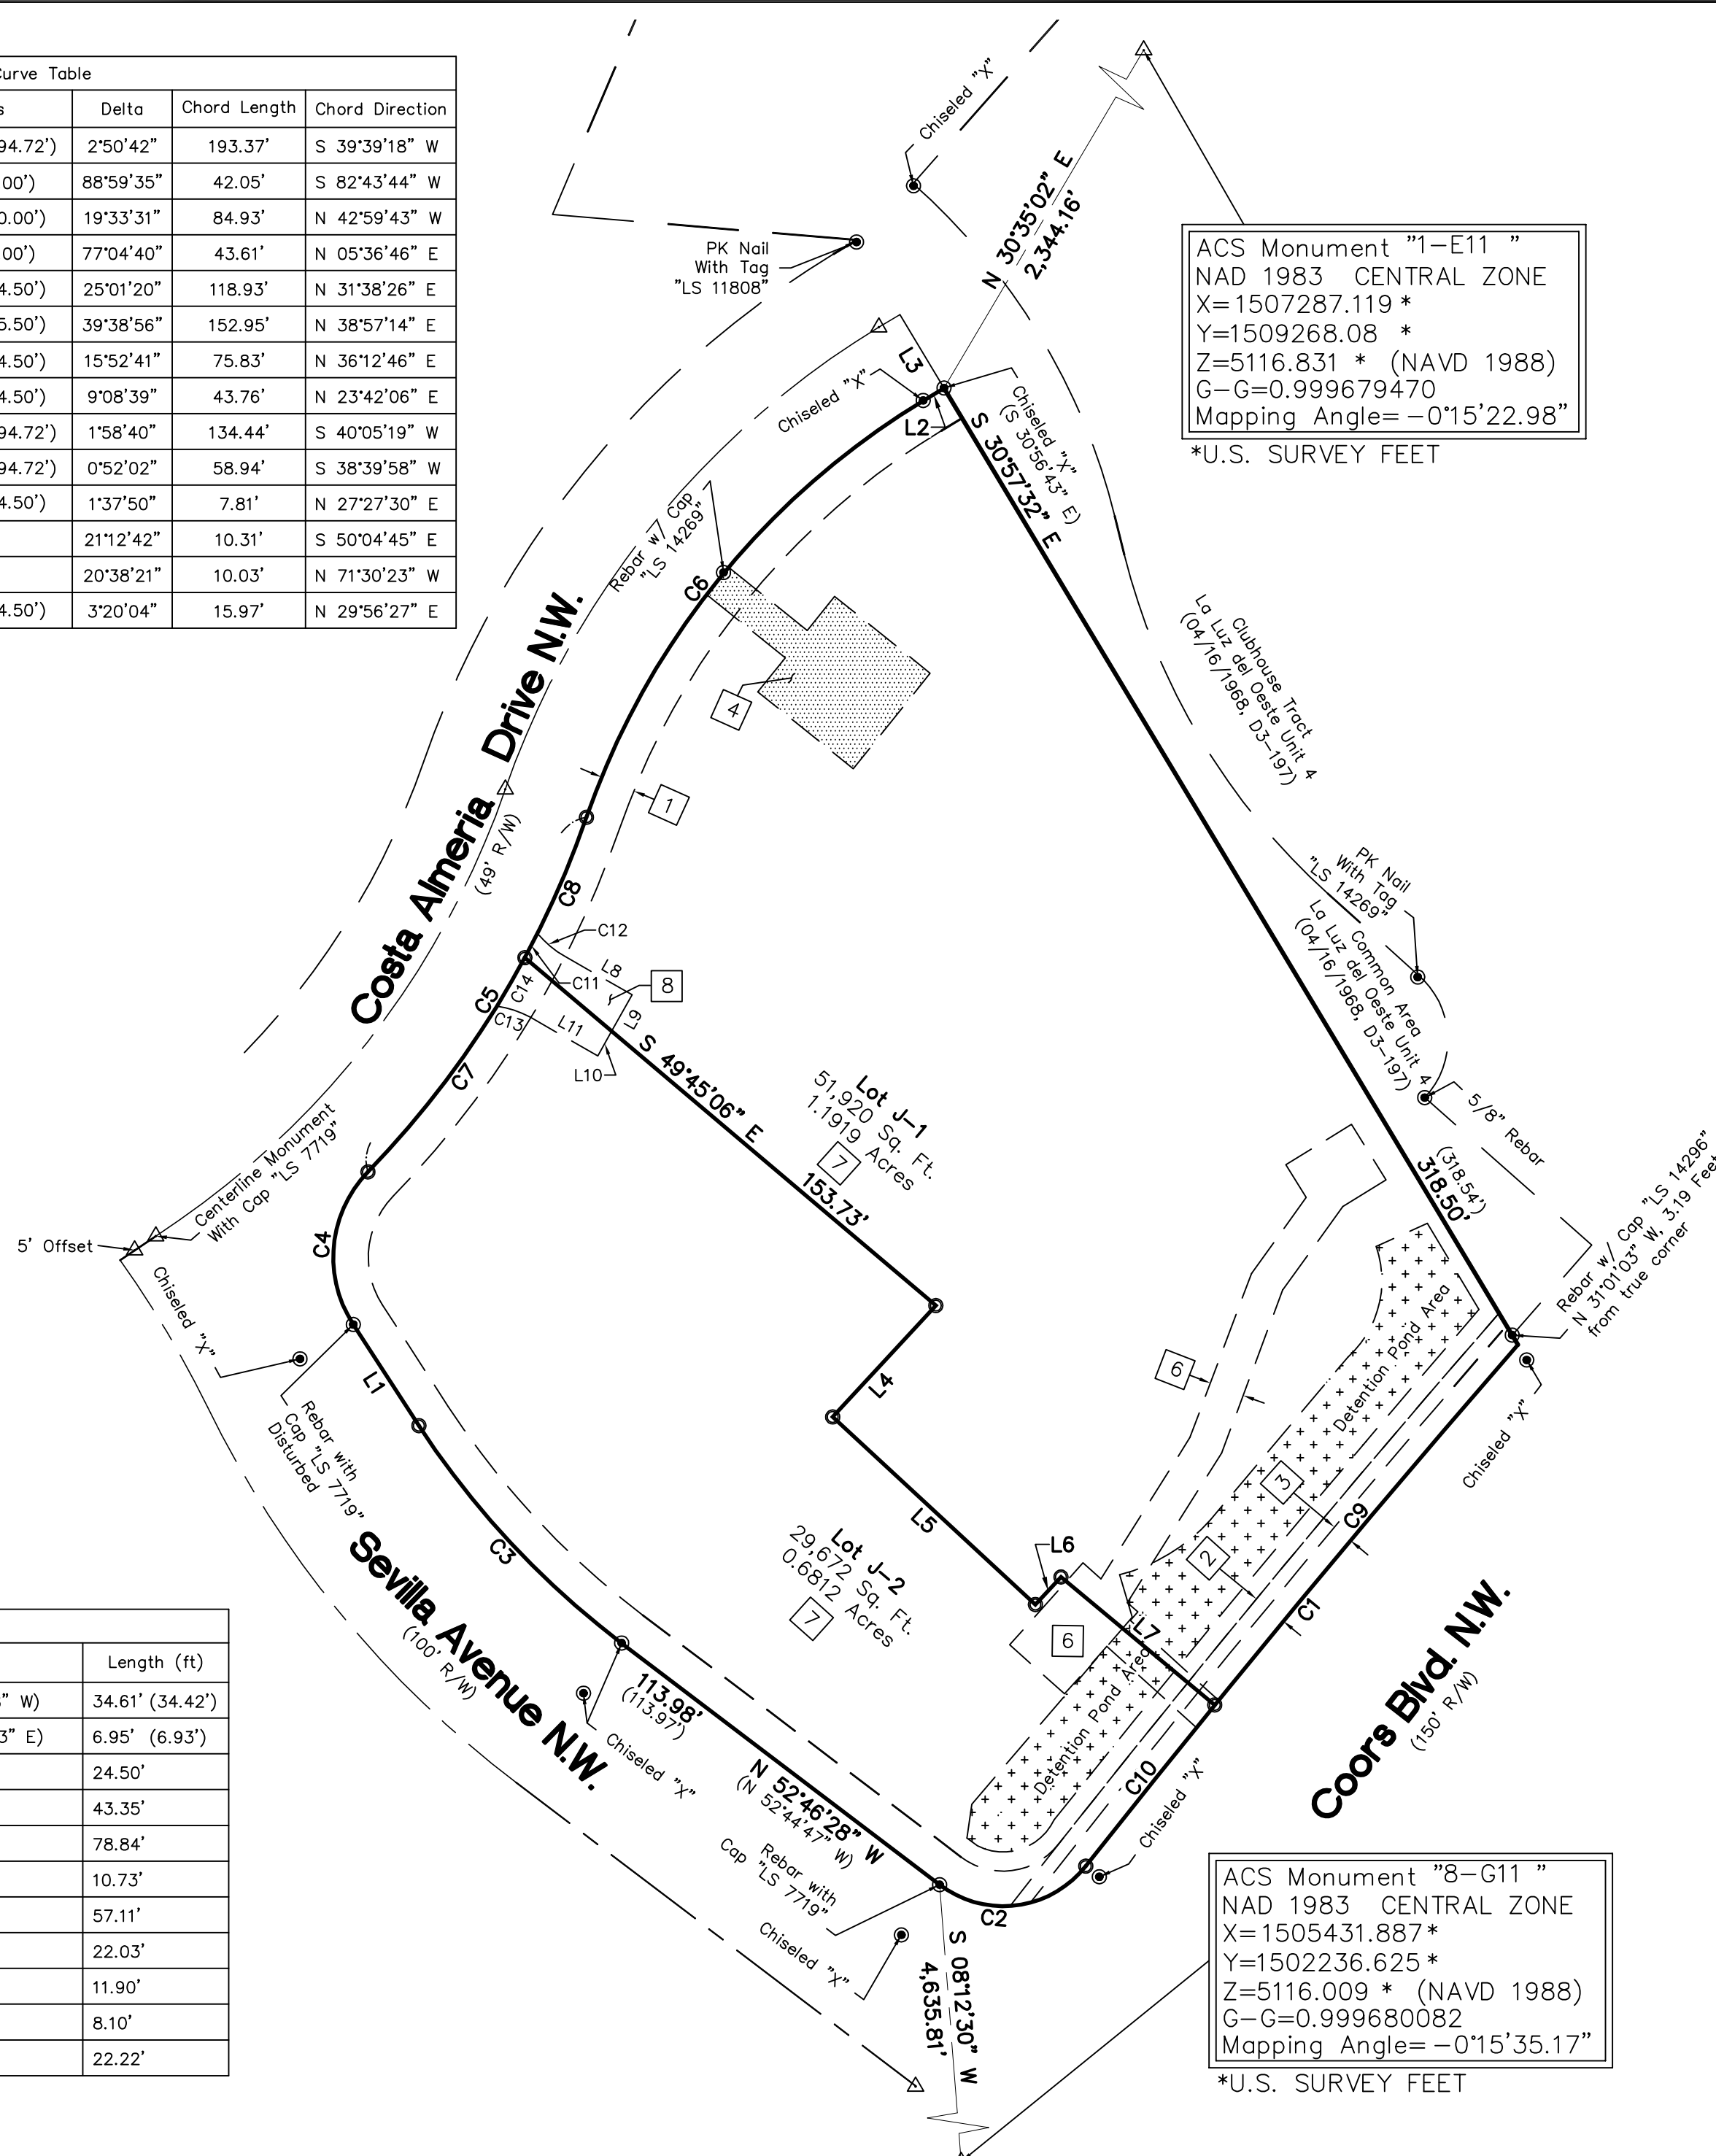 Curve Table
s Delta Chord Length Chord Direction
94.72') 2°50'42" 193.37' S 39°39'18" W
00') 88°59'35" 42.05' S 82°43'44" W
0.00') 19°33'31" 84.93' N 42°59'43" W
00') 77°04'40" 43.61' N 05°36'46" E
4.50') 25°01'20" 118.93' N 31°38'26" E
5.50') 39°38'56" 152.95' N 38°57'14" E
4.50') 15°52'41" 75.83' N 36°12'46" E
4.50') 9°08'39" 43.76' N 23°42'06" E
94.72') 1°58'40" 134.44' S 40°05'19" W
94.72') 0°52'02" 58.94' S 38°39'58" W
4.50') 1°37'50" 7.81' N 27°27'30" E
21°12'42" 10.31' S 50°04'45" E
20°38'21" 10.03' N 71°30'23" W
4.50') 3°20'04" 15.97' N 29°56'27" E
Chiseled "X"
N 30°35'02" E
2,344.16'
PK Nail
With Tag
"LS 11808"
ACS Monument "1-E11 "
NAD 1983 CENTRAL ZONE
X=1507287.119 *
Y=1509268.08 *
Z=5116.831 * (NAVD 1988)
G-G=0.999679470
Mapping Angle= -0°15'22.98"
*U.S. SURVEY FEET
L3
Chiseled "X"
L2
Chiseled "X"
(S 30°56'43" E)
S 30°57'32" E
Rebar w/ Cap
"LS 14269"
C6
4
Clubhouse Tract
La Luz del Oeste Unit 4
(04/16/1968, D3-197)
Costa Almeria Drive N.W.
(49' R/W)
1
C8
C12
L8
C11
8
C5
C14
C13
L11
L9
L10
C7
S 49°45'06" E
153.73'
PK Nail
With Tag
"LS 14269"
Common Area
La Luz del Oeste Unit 4
(04/16/1968, D3-197)
5/8" Rebar
Lot J-1
51,920 Sq. Ft.
1.1919 Acres
7
(318.54')
318.50'
Rebar w/ Cap "LS 14296"
N 31°01'03" W, 3.19 Feet
from true corner
Centerline Monument
With Cap "LS 7719"
5' Offset
Chiseled "X"
C4
L1
Rebar with
Cap "LS 7719"
Disturbed
L4
6
Detention Pond Area
Chiseled "X"
3
C9
L5
C3
L6
2
C1
Lot J-2
29,672 Sq. Ft.
0.6812 Acres
7
6
L7
Sevilla Avenue N.W.
(100' R/W)
113.98'
(113.97')
Chiseled "X"
N 52°46'28" W
(N 52°44'47" W)
Detention Pond Area
C10
Chiseled "X"
Coors Blvd. N.W.
(150' R/W)
Rebar with
Cap "LS 7719"
C2
Chiseled "X"
S 08°12'30" W
4,635.81'
Length (ft)
" W) 34.61' (34.42')
3" E) 6.95' (6.93')
24.50'
43.35'
78.84'
10.73'
57.11'
22.03'
11.90'
8.10'
22.22'
ACS Monument "8-G11 "
NAD 1983 CENTRAL ZONE
X=1505431.887*
Y=1502236.625*
Z=5116.009 * (NAVD 1988)
G-G=0.999680082
Mapping Angle= -0°15'35.17"
*U.S. SURVEY FEET